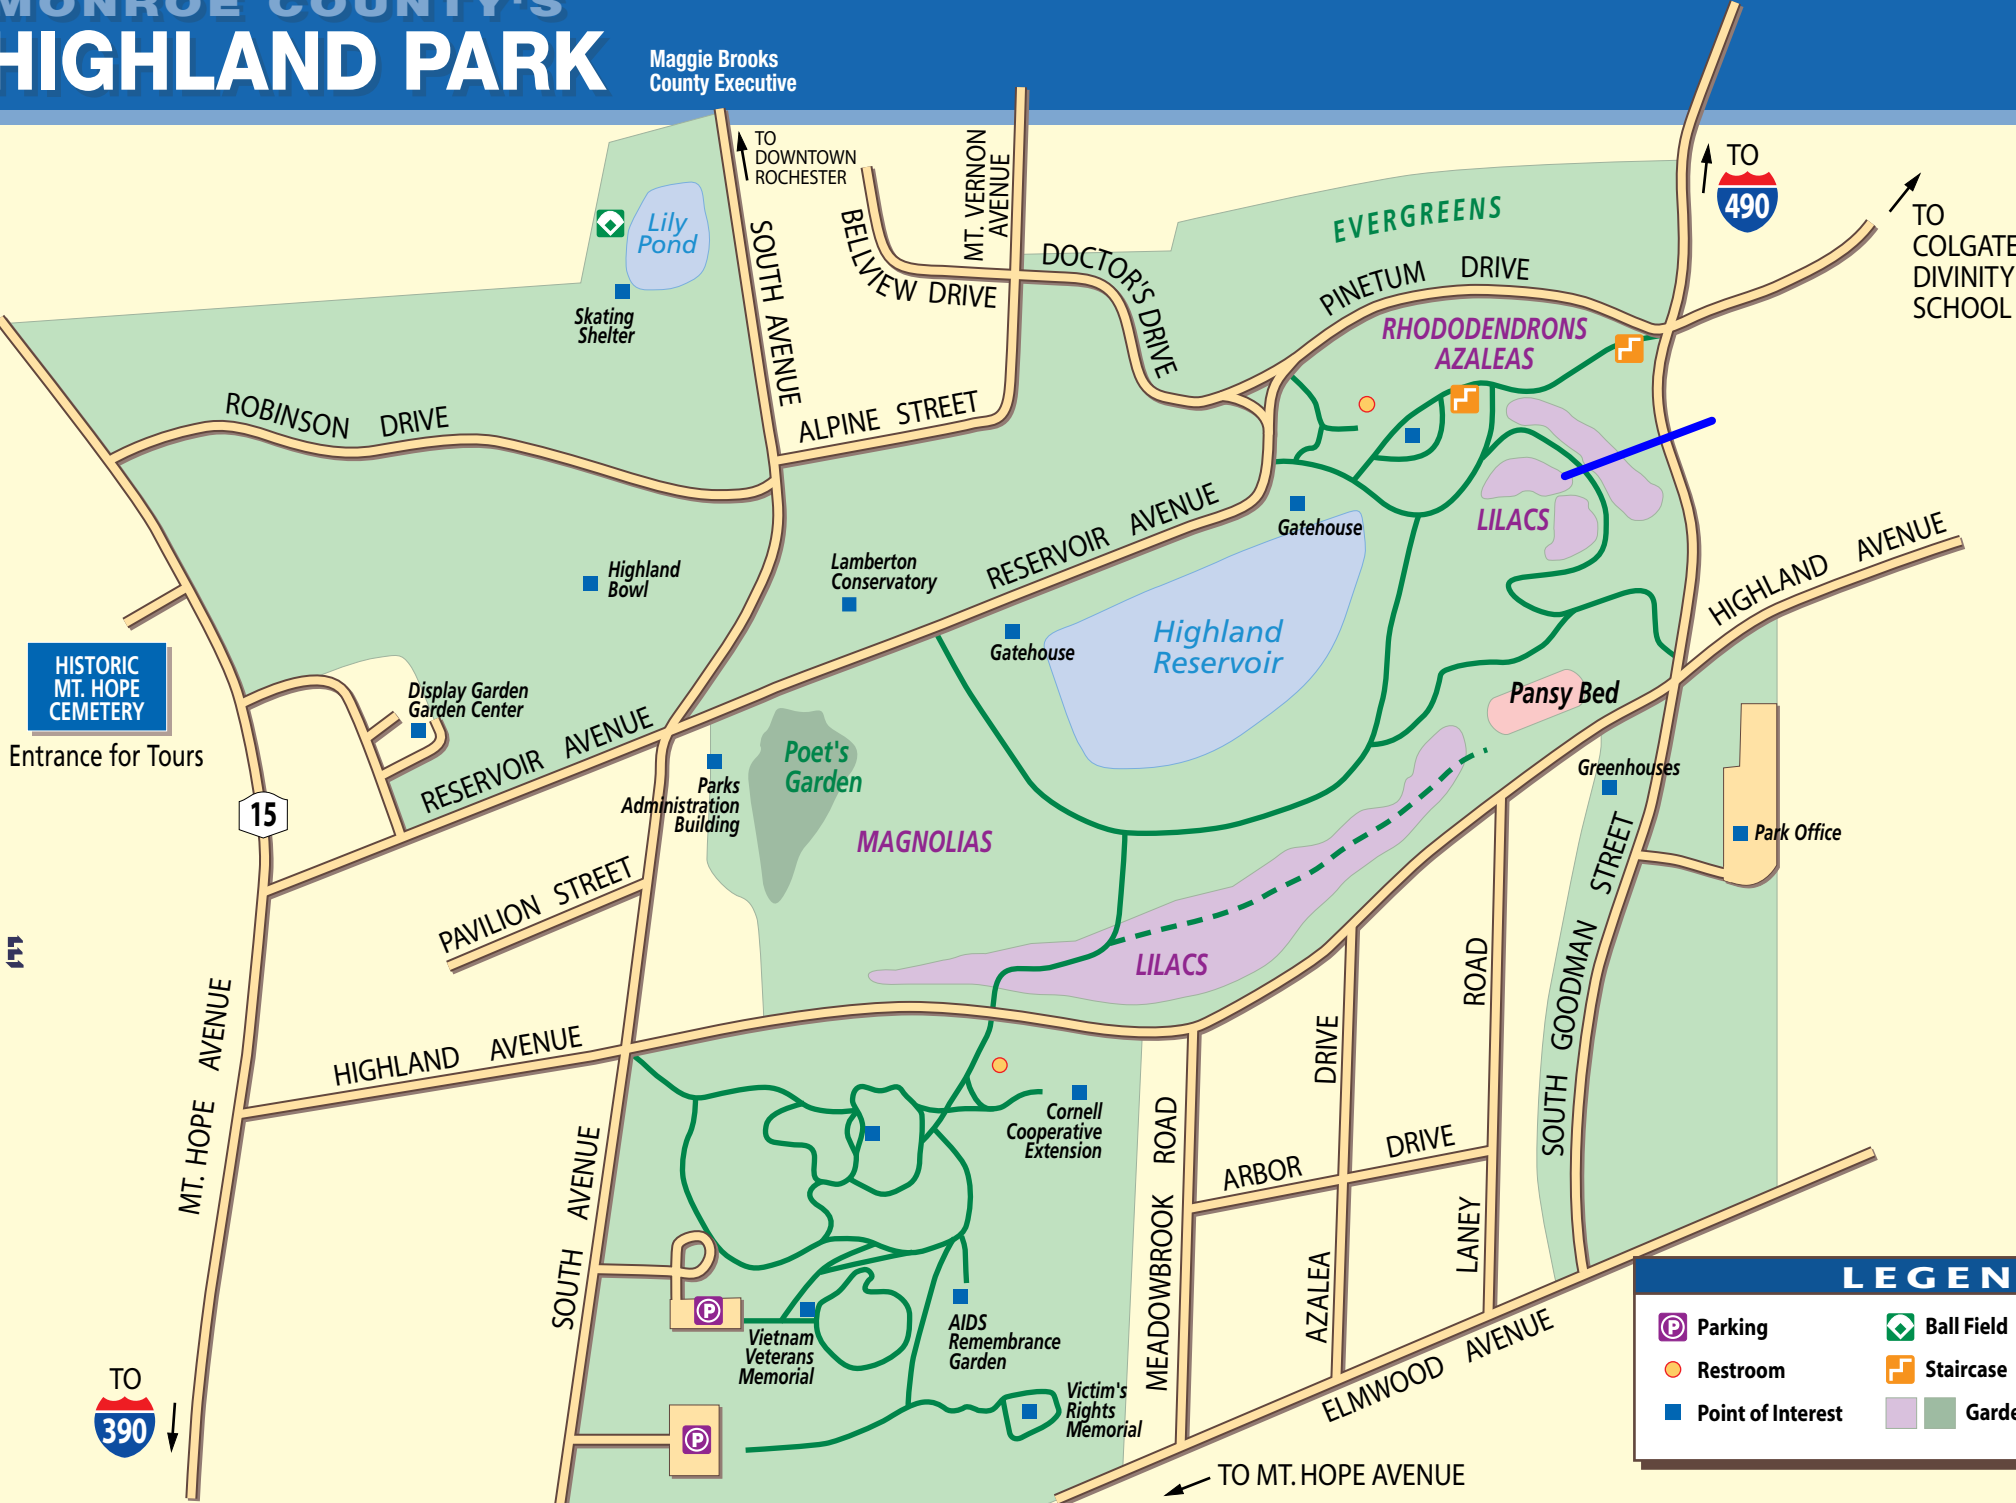 MONROE COUNTY'S
HIGHLAND PARK
Maggie Brooks
County Executive
TO
DOWNTOWN
ROCHESTER
MT. VERNON
AVENUE
SOUTH AVENUE
BELLVIEW DRIVE
DOCTOR'S DRIVE
ALPINE STREET
Lily
Pond
Skating
Shelter
ROBINSON DRIVE
EVERGREENS
PINETUM DRIVE
RHODODENDRONS
AZALEAS
TO
490
TO
COLGATE
DIVINITY
SCHOOL
LILACS
Gatehouse
RESERVOIR AVENUE
HIGHLAND AVENUE
Highland
Bowl
Lamberton
Conservatory
Gatehouse
Highland
Reservoir
HISTORIC
MT. HOPE
CEMETERY
Entrance for Tours
Display Garden
Garden Center
RESERVOIR AVENUE
Pansy Bed
Poet's
Garden
Parks
Administration
Building
MAGNOLIAS
Greenhouses
Park Office
15
PAVILION STREET
LILACS
SOUTH GOODMAN STREET
MT. HOPE AVENUE
HIGHLAND AVENUE
SOUTH AVENUE
Cornell
Cooperative
Extension
MEADOWBROOK ROAD
ARBOR DRIVE
AZALEA DRIVE
LANEY ROAD
Vietnam
Veterans
Memorial
AIDS
Remembrance
Garden
Victim's
Rights
Memorial
ELMWOOD AVENUE
TO MT. HOPE AVENUE
TO
390
P
P
LEGEN
P Parking
Ball Field
Restroom
Staircase
Point of Interest
Garde